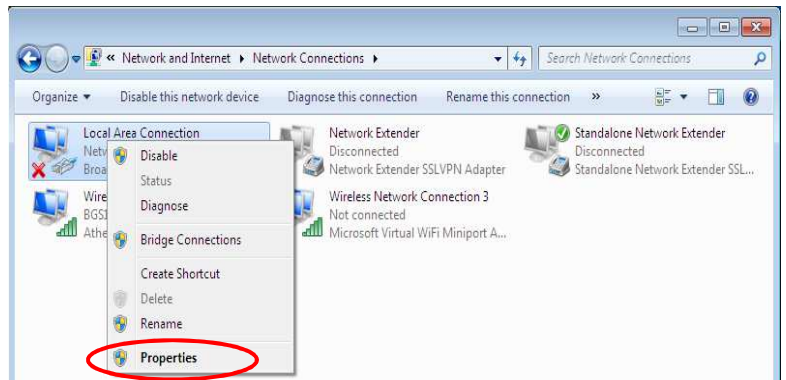 « Network and Internet ▸ Network Connections ▸
Search Network Connections
Organize ▾ Disable this network device Diagnose this connection Rename this connection »
Local Area Connection
Netw
Broa
Network Extender
Disconnected
Network Extender SSLVPN Adapter
Standalone Network Extender
Disconnected
Standalone Network Extender SSL...
Wire
Athe
Wireless Network Connection 3
Not connected
Microsoft Virtual WiFi Miniport A...
Disable
Status
Diagnose
Bridge Connections
Create Shortcut
Delete
Rename
Properties